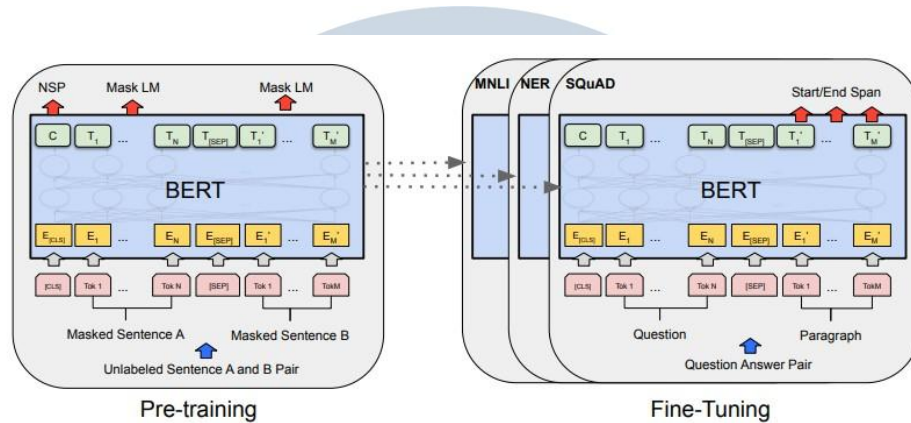 NSP Mask LM Mask LM
C T1 ... TN T[SEP] T1' ... TM'
BERT
E[CLS] E1 ... EN E[SEP] E1' ... EM'
[CLS] Tok 1 ... Tok N [SEP] Tok 1 ... TokM
Masked Sentence A Masked Sentence B
Unlabeled Sentence A and B Pair
Pre-training
MNLI NER SQuAD
Start/End Span
C T1 ... TN T[SEP] T1' ... TM'
BERT
E[CLS] E1 ... EN E[SEP] E1' ... EM'
[CLS] Tok 1 ... Tok N [SEP] Tok 1 ... TokM
Question Paragraph
Question Answer Pair
Fine-Tuning